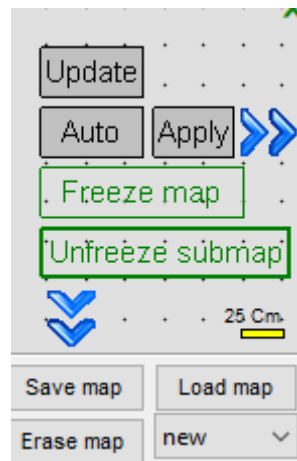 Update
Auto Apply
Freeze map
Unfreeze submap
25 Cm
Save map Load map
Erase map new